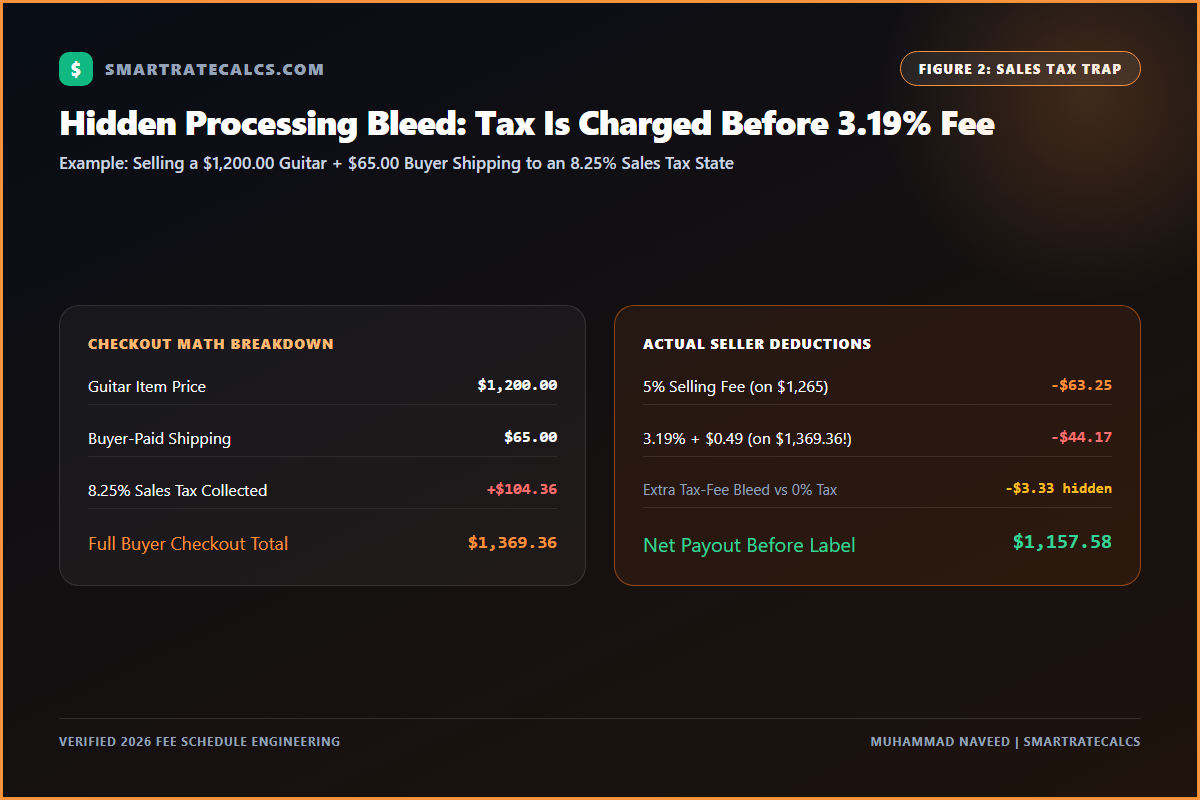 $ SMARTRATECALCS.COM
FIGURE 2: SALES TAX TRAP
Hidden Processing Bleed: Tax Is Charged Before 3.19% Fee
Example: Selling a $1,200.00 Guitar + $65.00 Buyer Shipping to an 8.25% Sales Tax State
CHECKOUT MATH BREAKDOWN
Guitar Item Price $1,200.00
Buyer-Paid Shipping $65.00
8.25% Sales Tax Collected +$104.36
Full Buyer Checkout Total $1,369.36
ACTUAL SELLER DEDUCTIONS
5% Selling Fee (on $1,265) -$63.25
3.19% + $0.49 (on $1,369.36!) -$44.17
Extra Tax-Fee Bleed vs 0% Tax -$3.33 hidden
Net Payout Before Label $1,157.58
VERIFIED 2026 FEE SCHEDULE ENGINEERING
MUHAMMAD NAVEED | SMARTRATECALCS